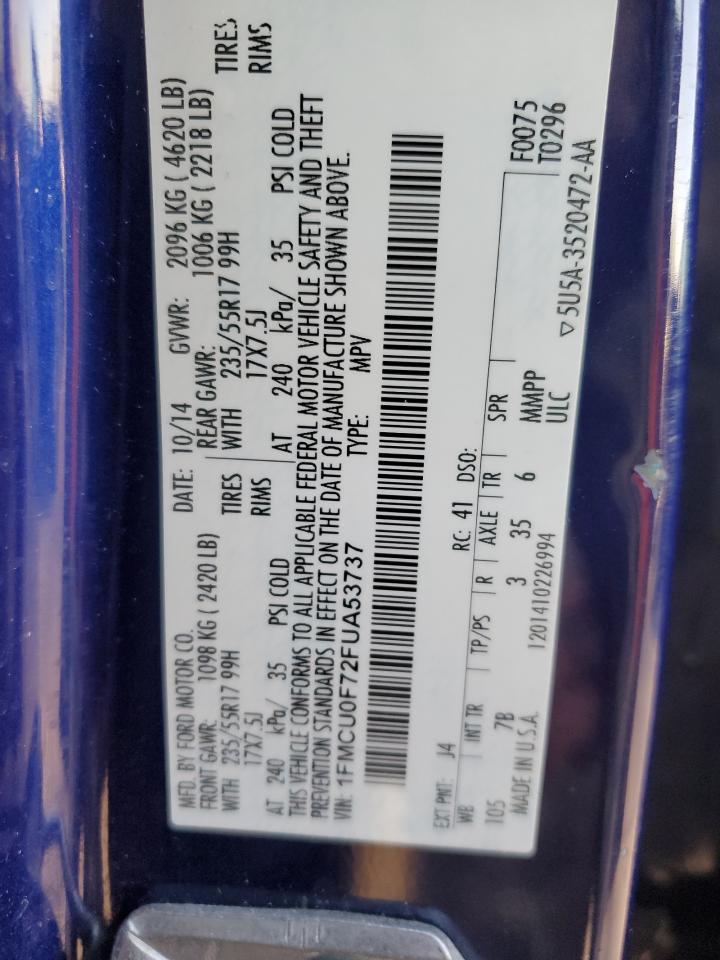 MFD. BY FORD MOTOR CO. DATE: 10/14 GVWR: 2096 KG ( 4620 LB)
FRONT GAWR: 1098 KG ( 2420 LB) REAR GAWR: 1006 KG ( 2218 LB)
WITH 235/55R17 99H TIRES WITH 235/55R17 99H TIRES
17X7.5J RIMS 17X7.5J RIMS
AT 240 kPa/ 35 PSI COLD AT 240 kPa/ 35 PSI COLD
THIS VEHICLE CONFORMS TO ALL APPLICABLE FEDERAL MOTOR VEHICLE SAFETY AND THEFT
PREVENTION STANDARDS IN EFFECT ON THE DATE OF MANUFACTURE SHOWN ABOVE.
VIN: 1FMCU0F72FUA53737 TYPE: MPV
EXT PNT: J4 RC: 41 DSO:
WB INT TR TP/PS R AXLE TR SPR F0075
105 7B 3 35 6 MMPP T0296
MADE IN U.S.A. 1201410226994 ULC
▽5U5A-3520472-AA